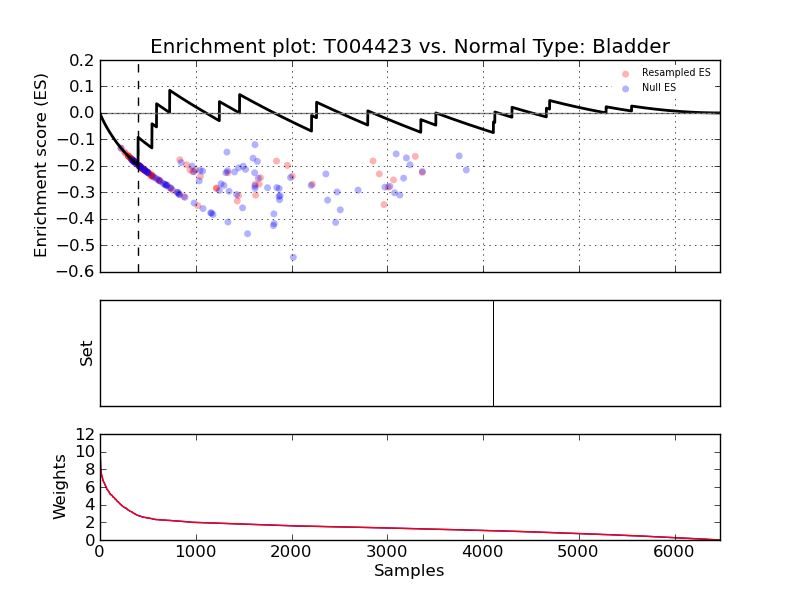 Enrichment plot: T004423 vs. Normal Type: Bladder
Enrichment score (ES)
0.2
0.1
0.0
−0.1
−0.2
−0.3
−0.4
−0.5
−0.6
Resampled ES
Null ES
Set
Weights
12
10
8
6
4
2
0
0 1000 2000 3000 4000 5000 6000
Samples